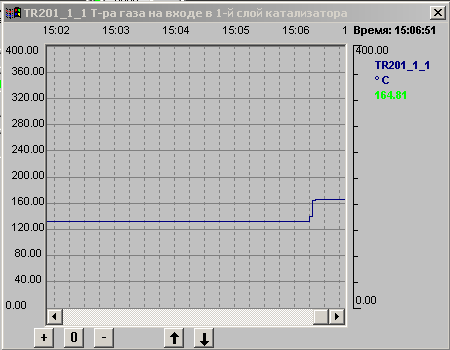 TR201_1_1 Т-ра газа на входе в 1-й слой катализатора
15:02 15:03 15:04 15:05 15:06 1 Время: 15:06:51
400.00
360.00
320.00
280.00
240.00
200.00
160.00
120.00
80.00
40.00
0.00
400.00
TR201_1_1
° C
164.81
0.00
+ 0 -